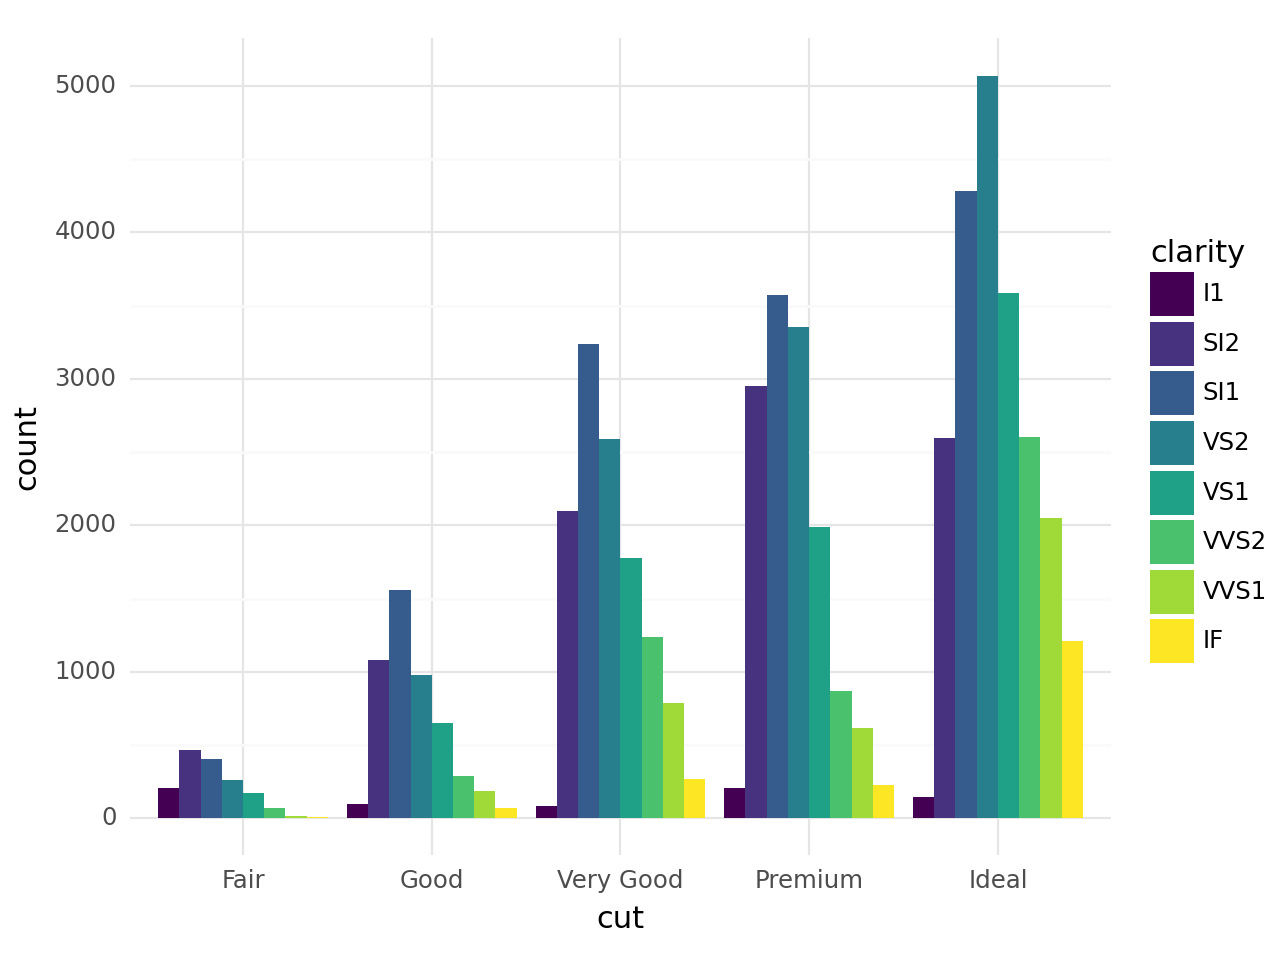 5000
4000
3000
2000
1000
0
count
Fair Good Very Good Premium Ideal
cut
clarity
I1
SI2
SI1
VS2
VS1
VVS2
VVS1
IF